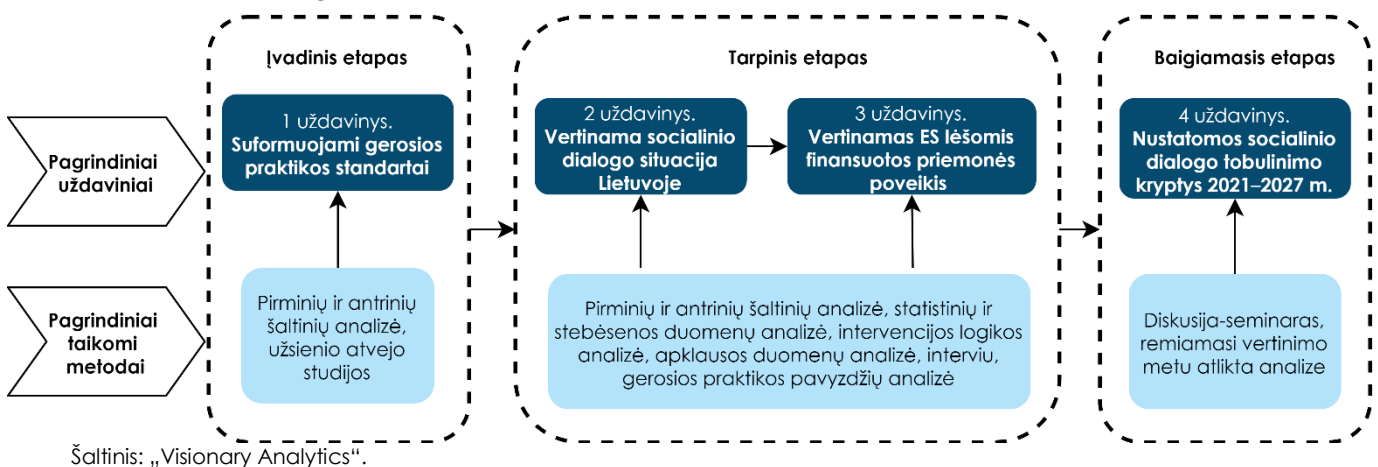 Įvadinis etapas
Tarpinis etapas
Baigiamasis etapas
Pagrindiniai
uždaviniai
1 uždavinys.
Suformuojami gerosios
praktikos standartai
2 uždavinys.
Vertinama socialinio
dialogo situacija
Lietuvoje
3 uždavinys.
Vertinamas ES lėšomis
finansuotos priemonės
poveikis
4 uždavinys.
Nustatomos socialinio
dialogo tobulinimo
kryptys 2021–2027 m.
Pagrindiniai
taikomi
metodai
Pirminių ir antrinių
šaltinių analizė,
užsienio atvejo
studijos
Pirminių ir antrinių šaltinių analizė, statistinių ir
stebėsenos duomenų analizė, intervencijos logikos
analizė, apklausos duomenų analizė, interviu,
gerosios praktikos pavyzdžių analizė
Diskusija-seminaras,
remiamasi vertinimo
metu atlikta analize
Šaltinis: „Visionary Analytics“.